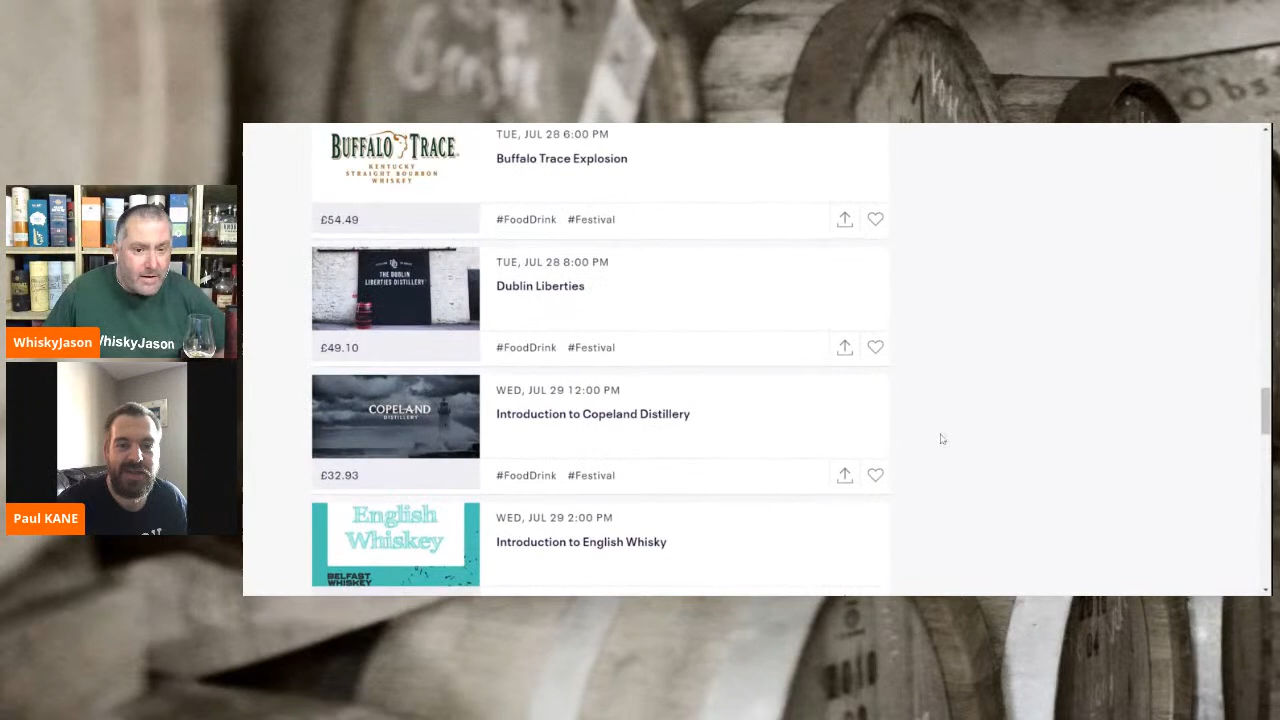 BUFFALO TRACE
KENTUCKY
STRAIGHT BOURBON
WHISKEY
TUE, JUL 28 6:00 PM
Buffalo Trace Explosion
£54.49
#FoodDrink #Festival
THE DUBLIN
LIBERTIES DISTILLERY
TUE, JUL 28 8:00 PM
Dublin Liberties
£49.10
#FoodDrink #Festival
COPELAND
DISTILLERY
WED, JUL 29 12:00 PM
Introduction to Copeland Distillery
£32.93
#FoodDrink #Festival
English
Whiskey
BELFAST
WHISKEY
WED, JUL 29 2:00 PM
Introduction to English Whisky
WhiskyJason
WhiskyJason
Paul KANE